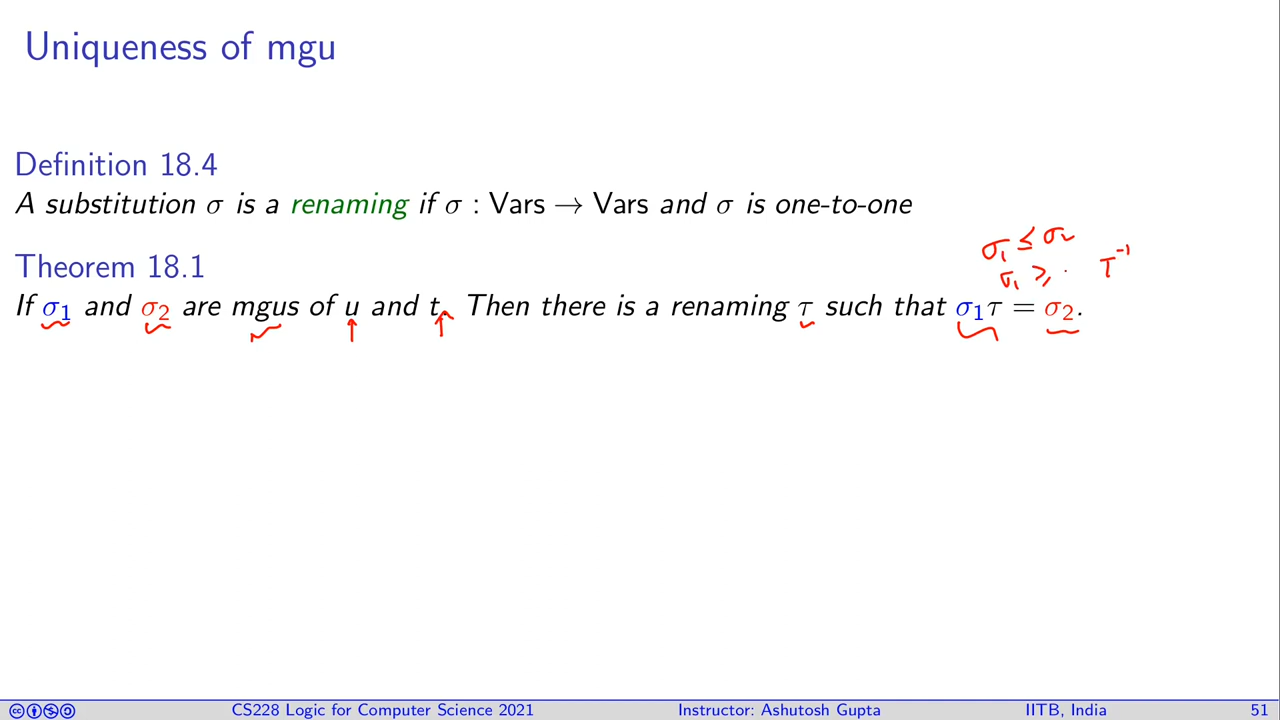 Uniqueness of mgu
Definition 18.4
A substitution σ is a renaming if σ : Vars → Vars and σ is one-to-one
σ₁ ≤ σ₂
Theorem 18.1
σ₁ ≥ ·
τ⁻¹
If σ₁ and σ₂ are mgus of u and t. Then there is a renaming τ such that σ₁τ = σ₂.
CS228 Logic for Computer Science 2021 Instructor: Ashutosh Gupta IITB, India 51